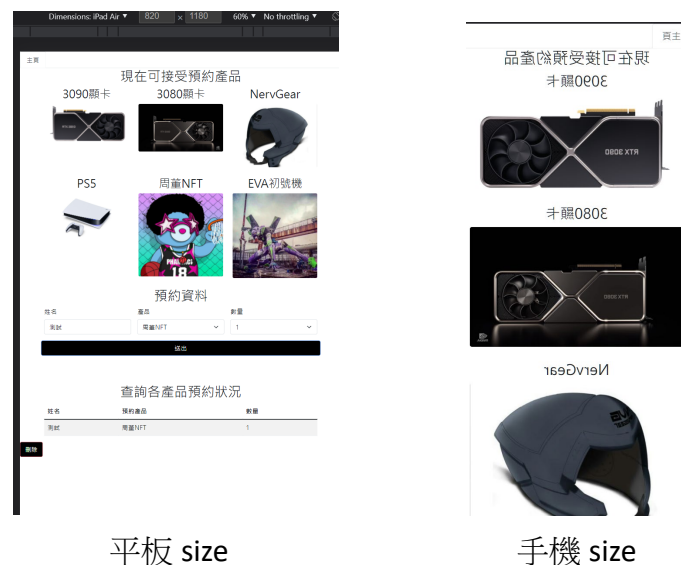 Dimensions: iPad Air ▼ 820 x 1180 60% ▼ No throttling ▼
主頁
現在可接受預約產品
3090顯卡 3080顯卡 NervGear
PS5 周董NFT EVA初號機
PHAL
18
預約資料
姓名 產品 數量
測試 周董NFT 1
送出
查詢各產品預約狀況
姓名 預約產品 數量
測試 周董NFT 1
刪除
平板 size
主頁
現在可接受預約產品
3090顯卡
RTX 3090
3080顯卡
RTX 3080
NervGear
手機 size